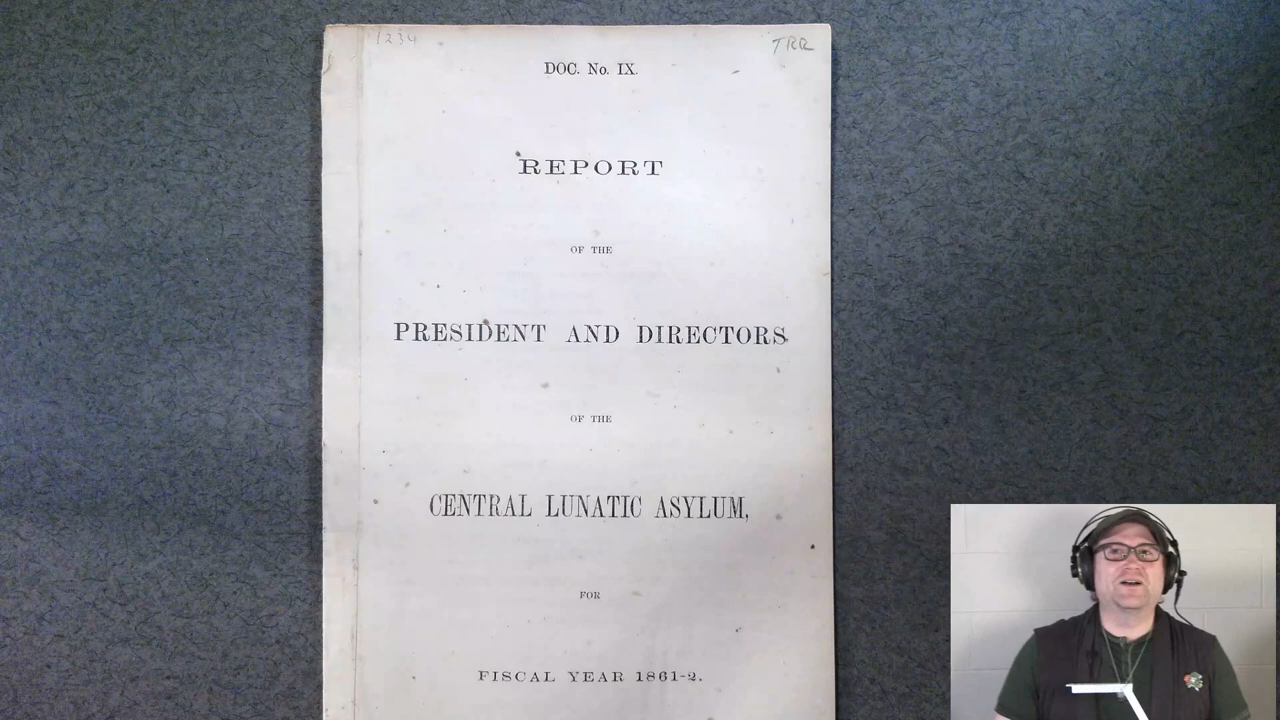 1234
TRR
DOC. No. IX.
REPORT
OF THE
PRESIDENT AND DIRECTORS
OF THE
CENTRAL LUNATIC ASYLUM,
FOR
FISCAL YEAR 1861-2.